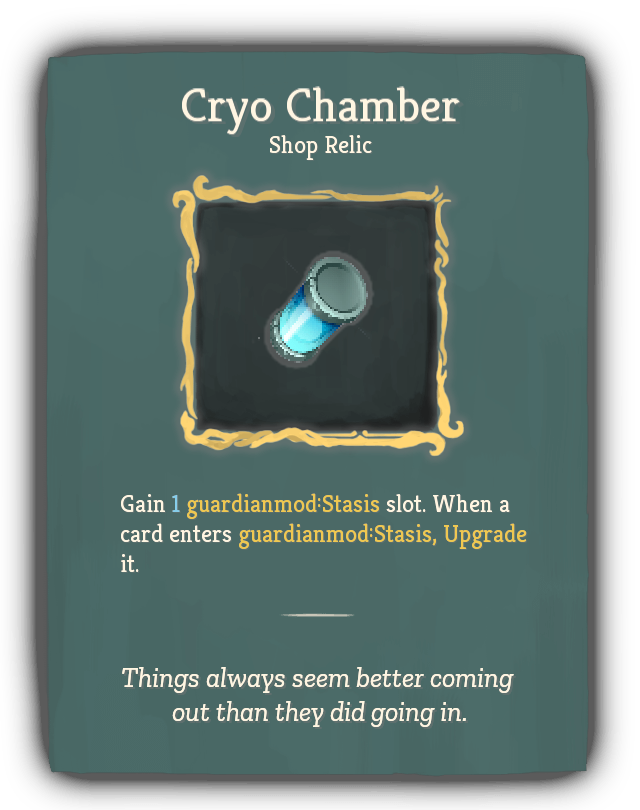 Cryo Chamber
Shop Relic
Gain 1 guardianmod:Stasis slot. When a
card enters guardianmod:Stasis, Upgrade
it.
Things always seem better coming
out than they did going in.